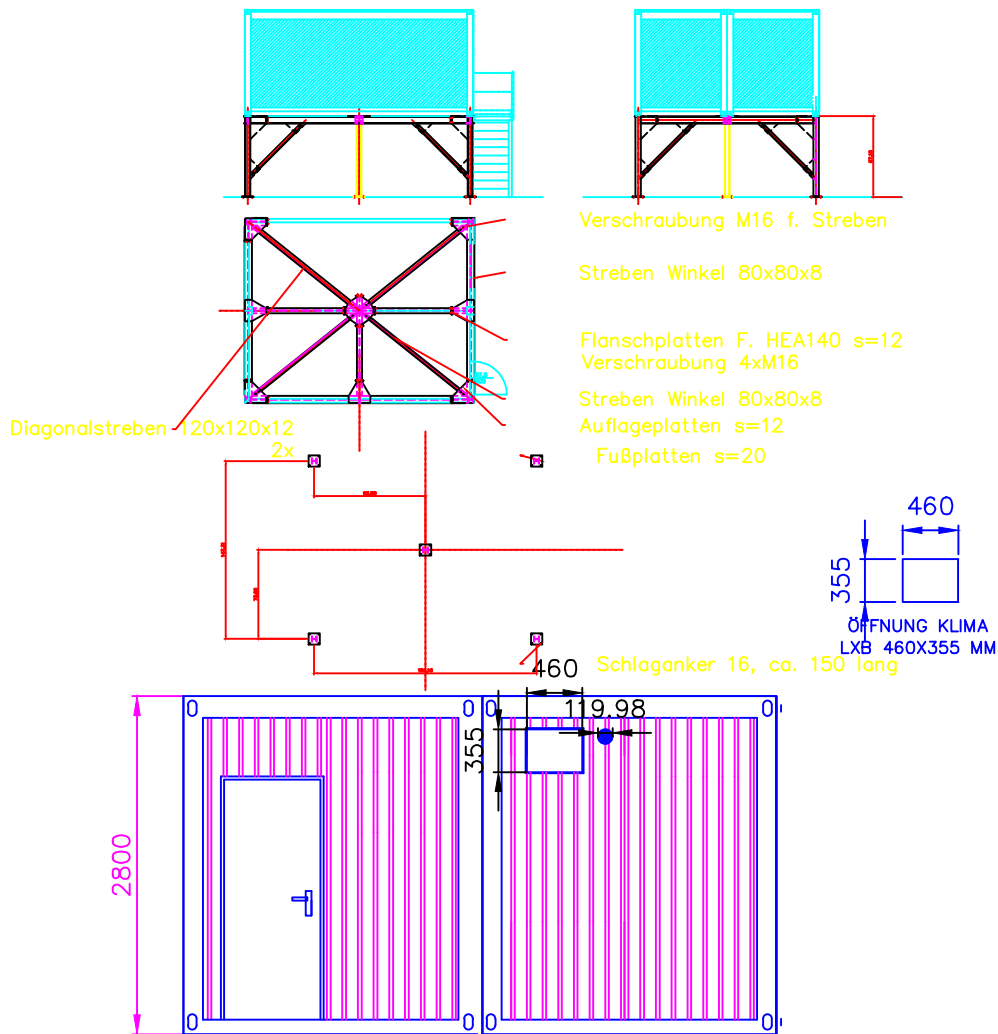 Verschraubung M16 f. Streben
Streben Winkel 80x80x8
Flanschplatten F. HEA140 s=12
Verschraubung 4xM16
Streben Winkel 80x80x8
Auflageplatten s=12
Diagonalstreben 120x120x12
2x
Fußplatten s=20
460
355
ÖFFNUNG KLIMA
LXB 460X355 MM
Schlaganker 16, ca. 150 lang
460
119.98
355
2800